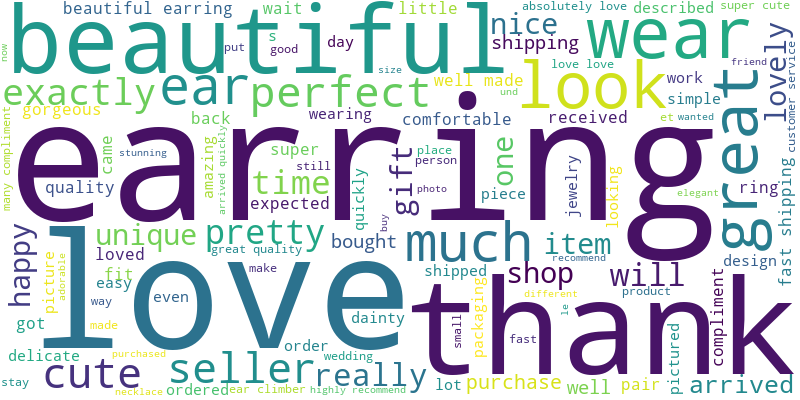 beautiful earring
wait
little
absolutely love
described
super cute
beautiful
nice
wear
s
good
day
shipping
put
now
love love
friend
lovely
exactly
ear
perfect
size
well made
look
work
great
gorgeous
back
wearing
comfortable
und
received
simple
et
wanted
customer service
many compliment
earring
came
stunning
amazing
arrived quickly
super
still
place
person
one
jewelry
looking
quality
time
expected
quickly
gift
photo
piece
elegant
ring
fast shipping
happy
unique
pretty
buy
bought
much
item
design
love
loved
great quality
recommend
fit
picture
adorable
easy
make
shipped
shop
will
compliment
way
even
packaging
different
product
got
made
dainty
small
le
thank
delicate
purchased
order
wedding
fast
pictured
stay
cute
seller
really
lot
purchase
well
pair
arrived
necklace
ordered
ear climber
highly recommend